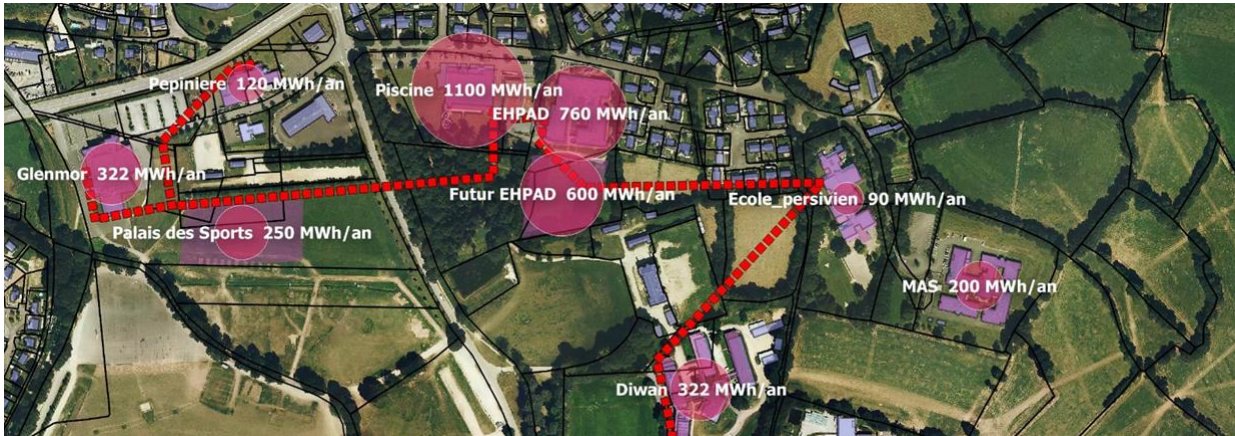 Pepiniere 120 MWh/an
Piscine 1100 MWh/an
EHPAD 760 MWh/an
Glenmor 322 MWh/an
Futur EHPAD 600 MWh/an
Ecole_persivien 90 MWh/an
Palais des Sports 250 MWh/an
MAS 200 MWh/an
Diwan 322 MWh/an